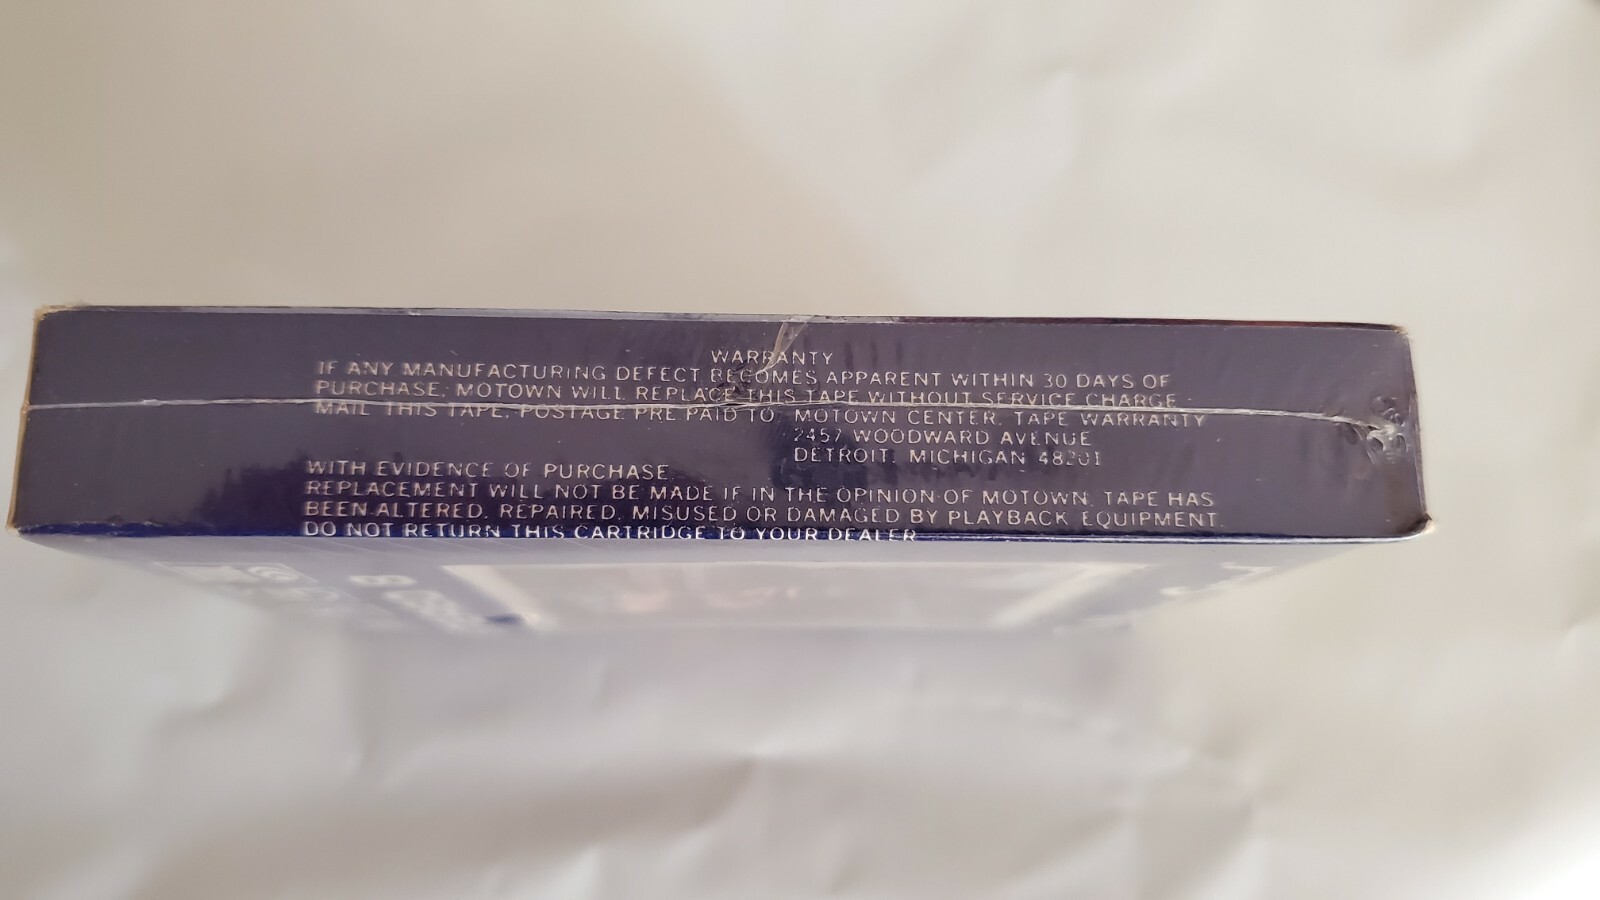 WARRANTY
IF ANY MANUFACTURING DEFECT BECOMES APPARENT WITHIN 30 DAYS OF
PURCHASE, MOTOWN WILL REPLACE THIS TAPE WITHOUT SERVICE CHARGE.
MAIL THIS TAPE, POSTAGE PRE PAID TO: MOTOWN CENTER, TAPE WARRANTY
2457 WOODWARD AVENUE
DETROIT, MICHIGAN 48201
WITH EVIDENCE OF PURCHASE.
REPLACEMENT WILL NOT BE MADE IF IN THE OPINION OF MOTOWN, TAPE HAS
BEEN ALTERED, REPAIRED, MISUSED OR DAMAGED BY PLAYBACK EQUIPMENT.
DO NOT RETURN THIS CARTRIDGE TO YOUR DEALER